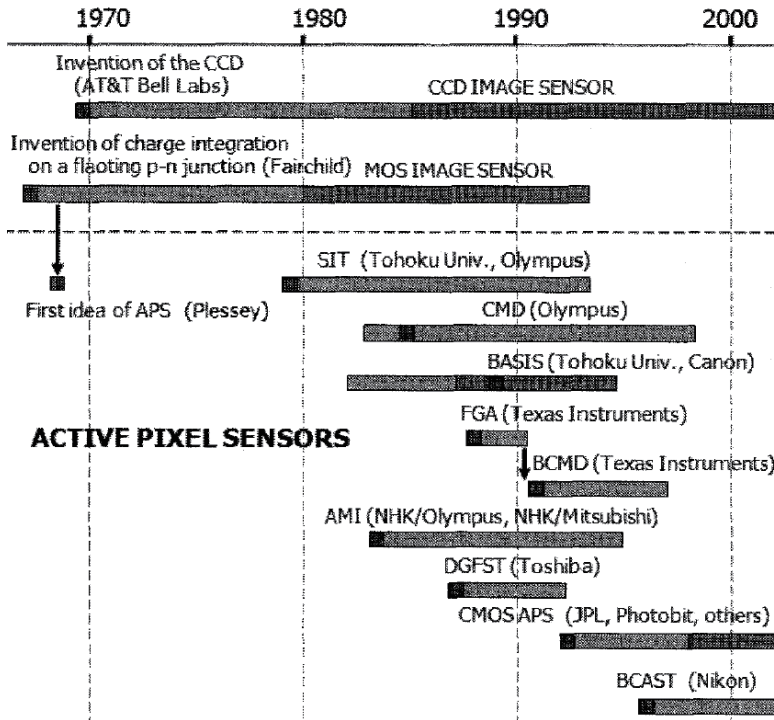 1970 1980 1990 2000
Invention of the CCD
(AT&T Bell Labs)
CCD IMAGE SENSOR
Invention of charge integration
on a flaoting p-n junction (Fairchild)
MOS IMAGE SENSOR
SIT (Tohoku Univ., Olympus)
First idea of APS (Plessey)
CMD (Olympus)
BASIS (Tohoku Univ., Canon)
FGA (Texas Instruments)
ACTIVE PIXEL SENSORS
BCMD (Texas Instruments)
AMI (NHK/Olympus, NHK/Mitsubishi)
DGFST (Toshiba)
CMOS APS (JPL, Photobit, others)
BCAST (Nikon)